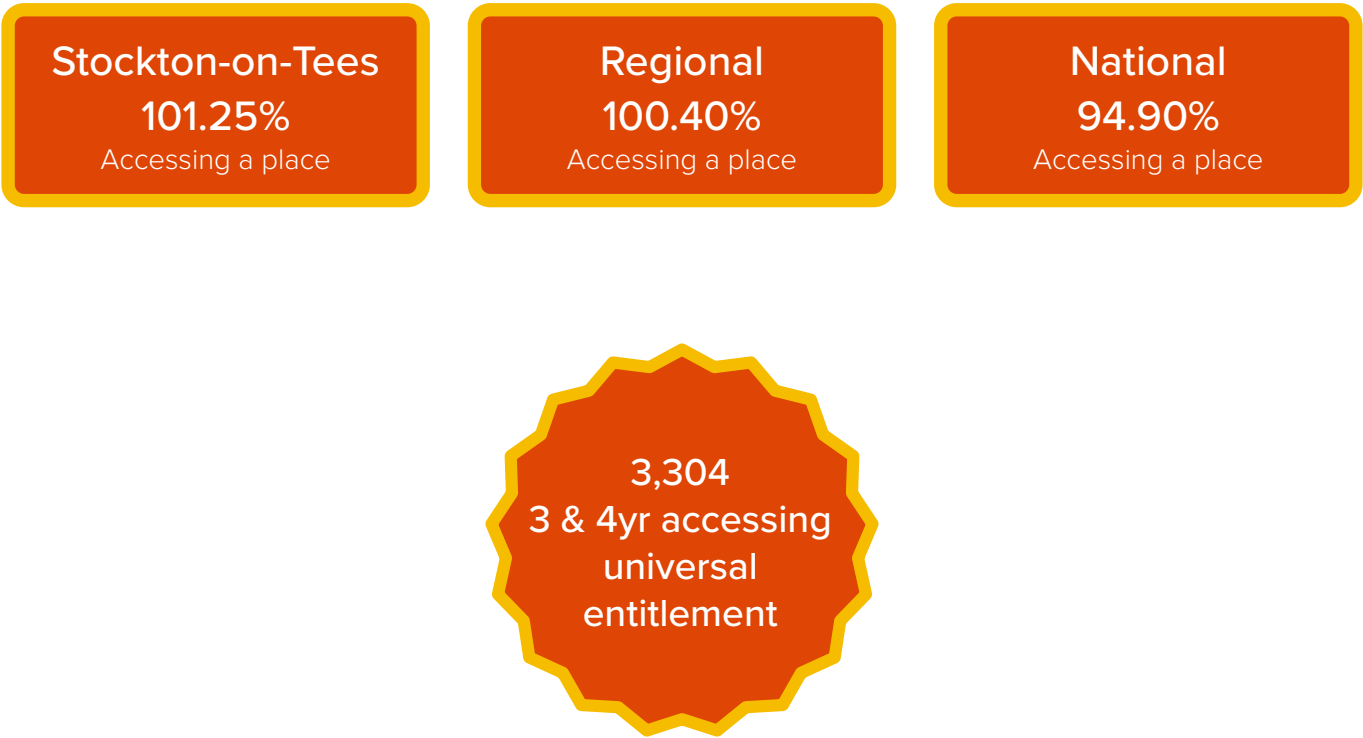 Stockton-on-Tees
101.25%
Accessing a place
Regional
100.40%
Accessing a place
National
94.90%
Accessing a place
3,304
3 & 4yr accessing
universal
entitlement